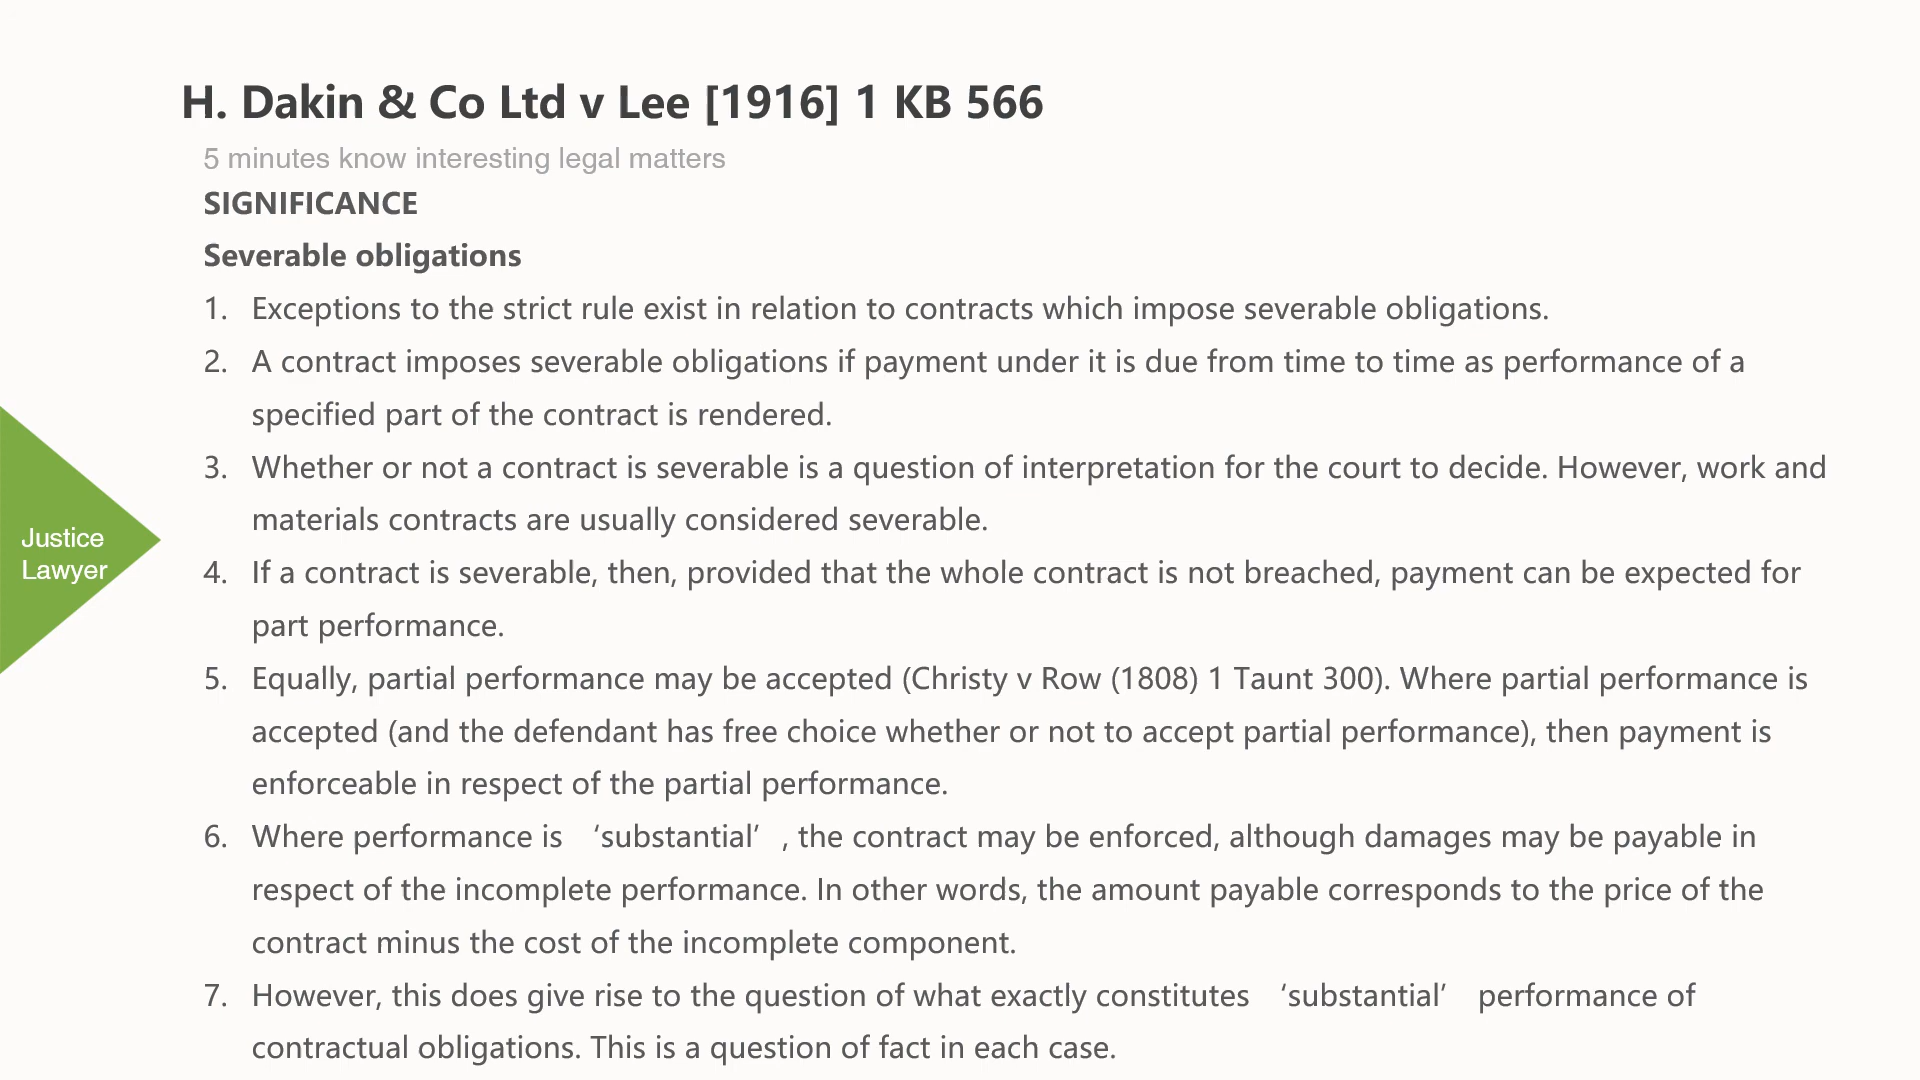 H. Dakin & Co Ltd v Lee [1916] 1 KB 566
5 minutes know interesting legal matters
SIGNIFICANCE
Severable obligations
1. Exceptions to the strict rule exist in relation to contracts which impose severable obligations.
2. A contract imposes severable obligations if payment under it is due from time to time as performance of a
specified part of the contract is rendered.
3. Whether or not a contract is severable is a question of interpretation for the court to decide. However, work and
materials contracts are usually considered severable.
4. If a contract is severable, then, provided that the whole contract is not breached, payment can be expected for
part performance.
5. Equally, partial performance may be accepted (Christy v Row (1808) 1 Taunt 300). Where partial performance is
accepted (and the defendant has free choice whether or not to accept partial performance), then payment is
enforceable in respect of the partial performance.
6. Where performance is ‘substantial’, the contract may be enforced, although damages may be payable in
respect of the incomplete performance. In other words, the amount payable corresponds to the price of the
contract minus the cost of the incomplete component.
7. However, this does give rise to the question of what exactly constitutes ‘substantial’ performance of
contractual obligations. This is a question of fact in each case.
Justice
Lawyer